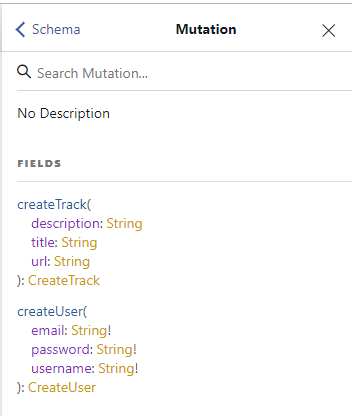 Schema
Mutation
Search Mutation...
No Description
FIELDS
createTrack(
description: String
title: String
url: String
): CreateTrack
createUser(
email: String!
password: String!
username: String!
): CreateUser